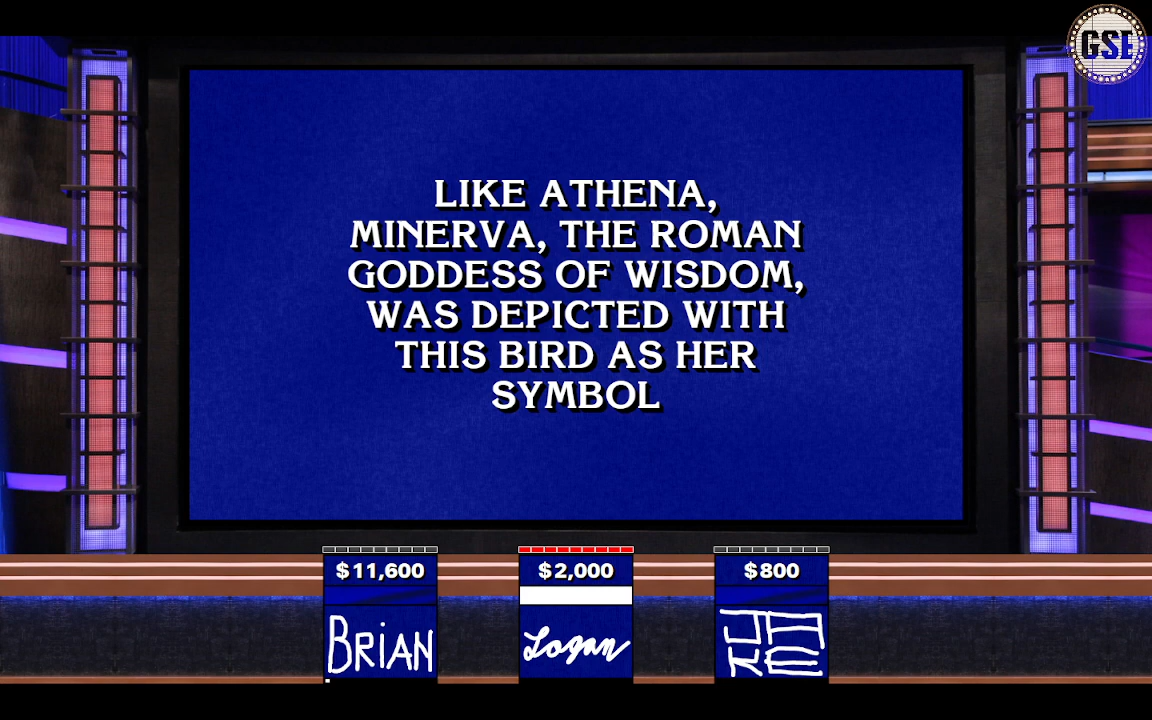 GSE
LIKE ATHENA,
MINERVA, THE ROMAN
GODDESS OF WISDOM,
WAS DEPICTED WITH
THIS BIRD AS HER
SYMBOL
$11,600 $2,000 $800
BRiAN Logan